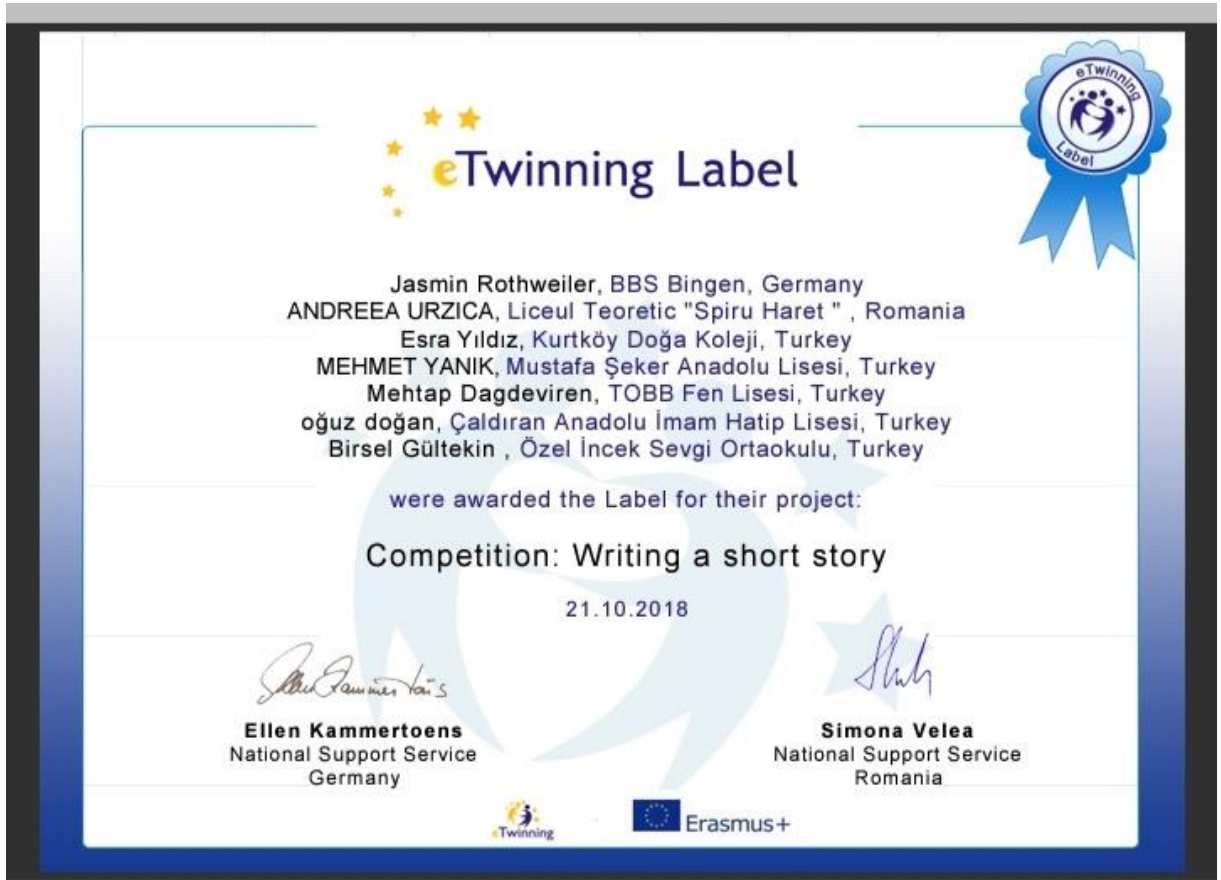 eTwinning
Label
eTwinning Label
Jasmin Rothweiler, BBS Bingen, Germany
ANDREEA URZICA, Liceul Teoretic "Spiru Haret " , Romania
Esra Yıldız, Kurtköy Doğa Koleji, Turkey
MEHMET YANIK, Mustafa Şeker Anadolu Lisesi, Turkey
Mehtap Dagdeviren, TOBB Fen Lisesi, Turkey
oğuz doğan, Çaldıran Anadolu İmam Hatip Lisesi, Turkey
Birsel Gültekin , Özel İncek Sevgi Ortaokulu, Turkey
were awarded the Label for their project:
Competition: Writing a short story
21.10.2018
Ellen Kammertoens
National Support Service
Germany
Simona Velea
National Support Service
Romania
eTwinning
Erasmus+